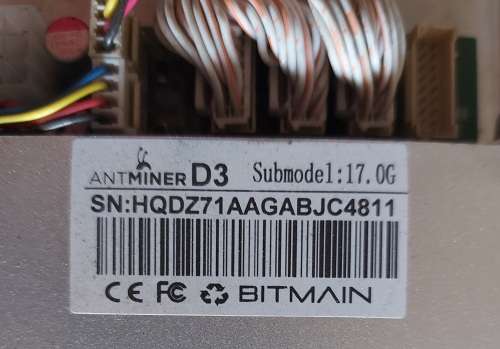 ANTMINER D3 Submodel:17.0G
SN:HQDZ71AAGABJC4811
CE FC BITMAIN